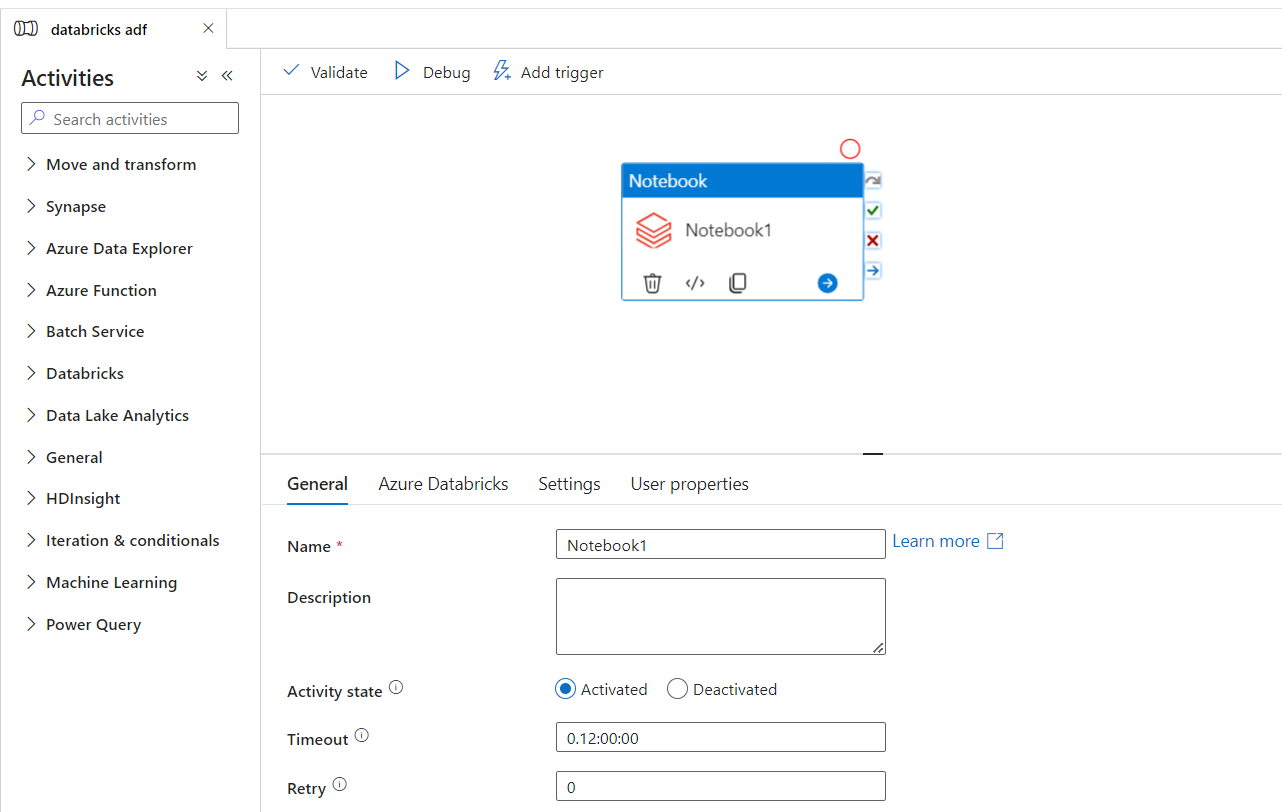 databricks adf
Activities
Search activities
Move and transform
Synapse
Azure Data Explorer
Azure Function
Batch Service
Databricks
Data Lake Analytics
General
HDInsight
Iteration & conditionals
Machine Learning
Power Query
Validate Debug Add trigger
Notebook
Notebook1
General Azure Databricks Settings User properties
Name * Notebook1 Learn more
Description
Activity state Activated Deactivated
Timeout 0.12:00:00
Retry 0